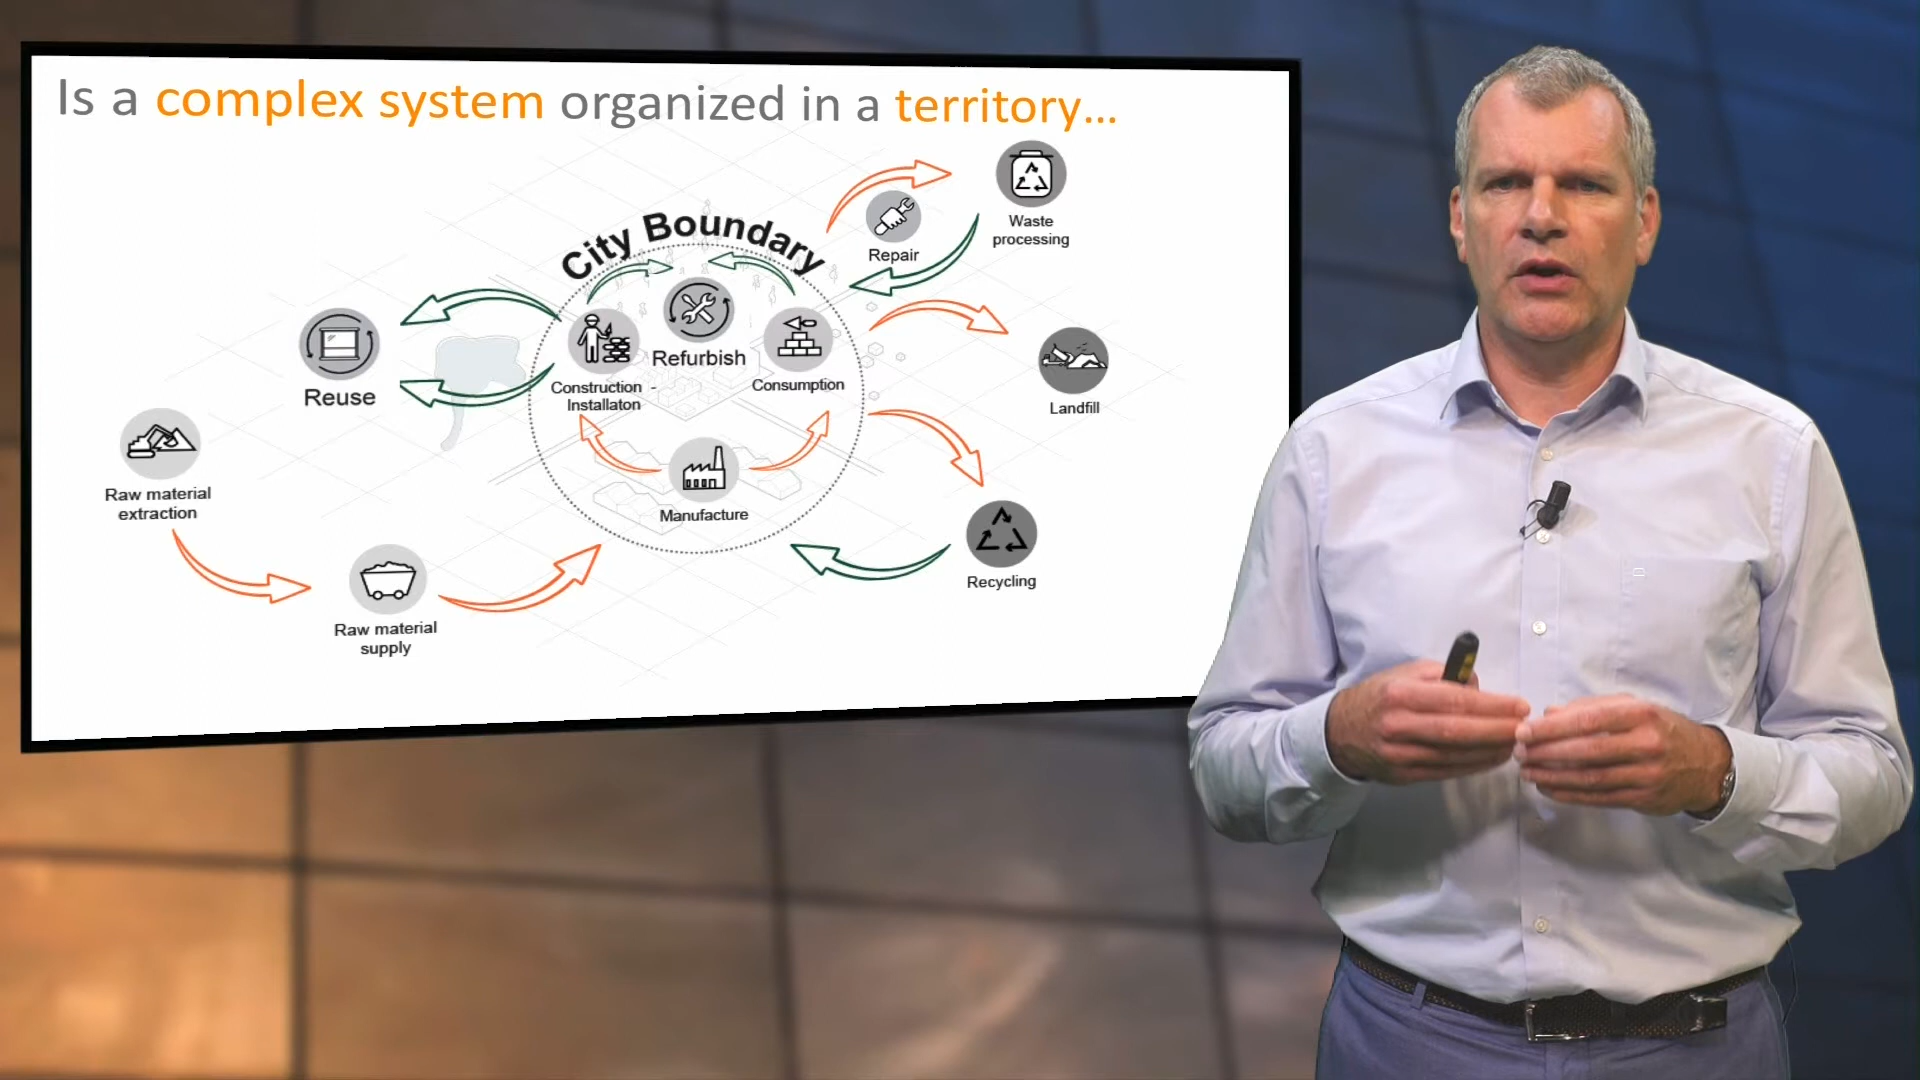 Is a complex system organized in a territory...
City Boundary
Waste
processing
Repair
Reuse
Refurbish
Construction -
Installaton
Consumption
Landfill
Raw material
extraction
Manufacture
Recycling
Raw material
supply